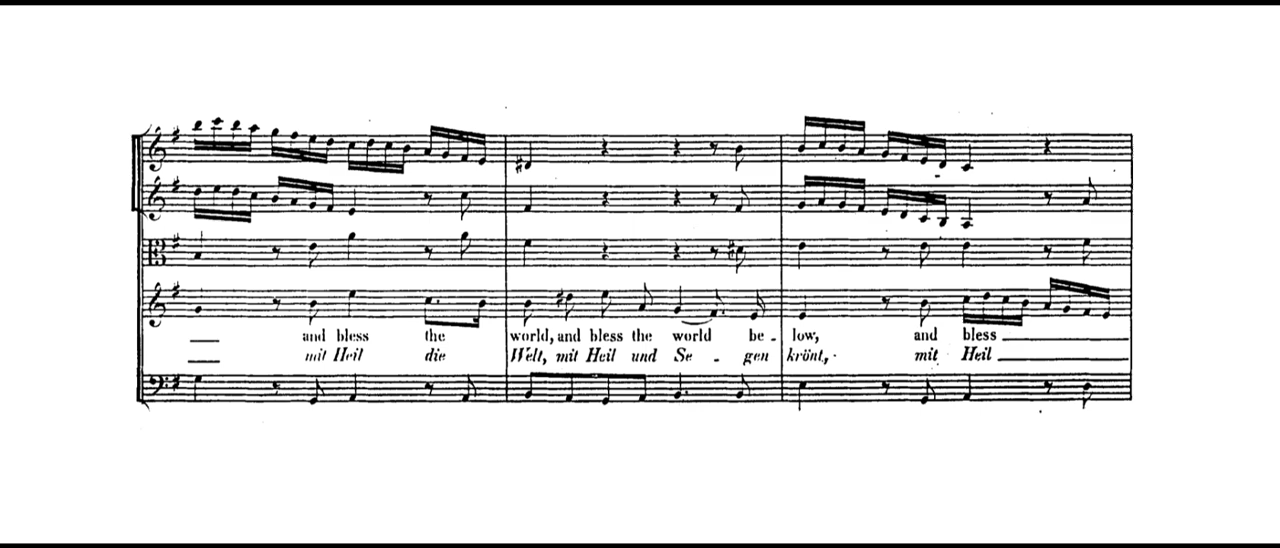 and bless the world, and bless the world be - low, and bless
mit Heil die Welt, mit Heil und Se - gen krönt, mit Heil